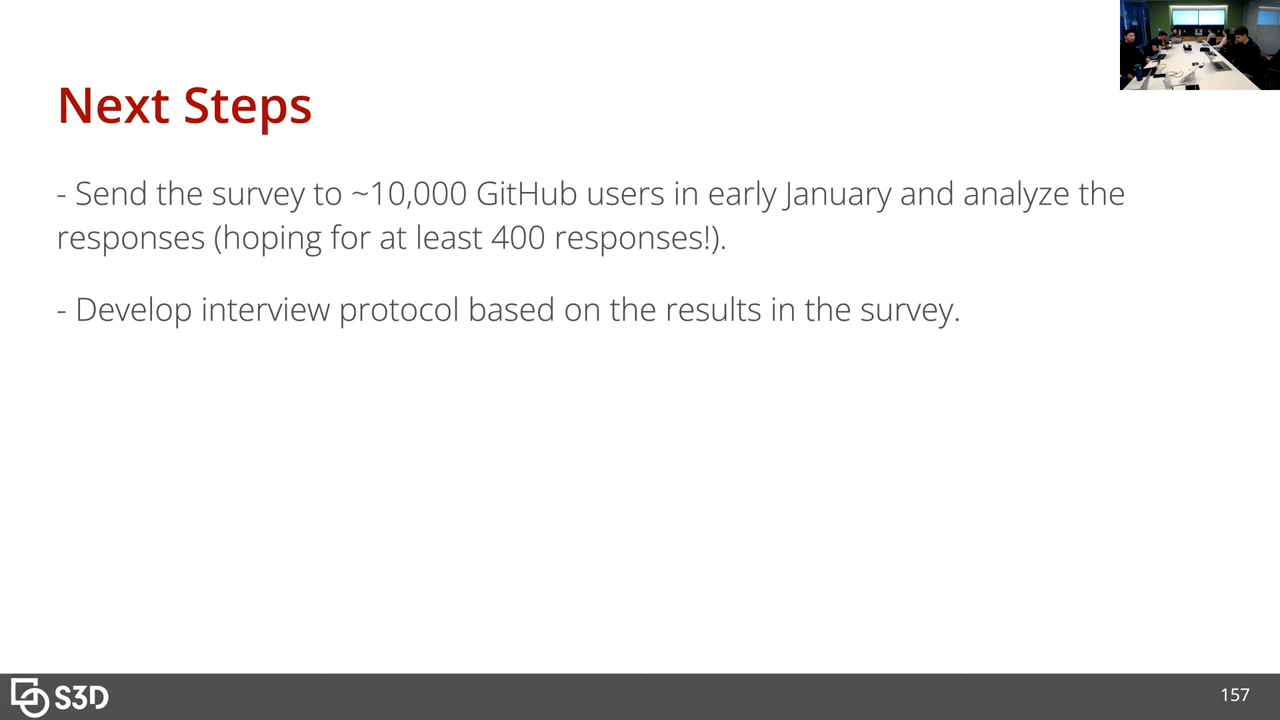 Next Steps
- Send the survey to ~10,000 GitHub users in early January and analyze the
responses (hoping for at least 400 responses!).
- Develop interview protocol based on the results in the survey.
S3D
157